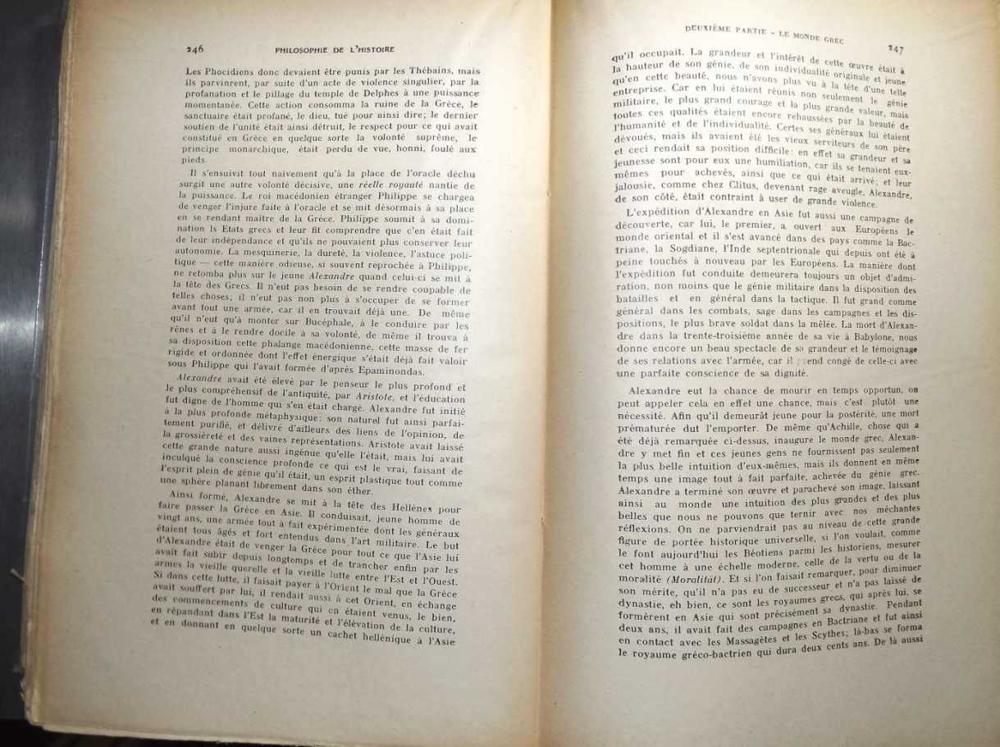 246
PHILOSOPHIE DE L'HISTOIRE
Les Phocidiens donc devaient être punis par les Thébains, mais
ils parvinrent, par suite d'un acte de violence singulier, par la
profanation et le pillage du temple de Delphes à une puissance
momentanée. Cette action consomma la ruine de la Grèce, le
sanctuaire était profané, le dieu, tué pour ainsi dire; le dernier
soutien de l'unité était ainsi détruit, le respect pour ce qui avait
constitué en Grèce en quelque sorte la volonté suprême, le
principe monarchique, était perdu de vue, honni, foulé aux
pieds.
Il s'ensuivit tout naïvement qu'à la place de l'oracle déchu
surgit une autre volonté décisive, une réelle royauté nantie de
la puissance. Le roi macédonien étranger Philippe se chargea
de venger l'injure faite à l'oracle et se mit désormais à sa place
en se rendant maître de la Grèce. Philippe soumit à sa domi-
nation ls Etats grecs et leur fit comprendre que c'en était fait
de leur indépendance et qu'ils ne pouvaient plus conserver leur
autonomie. La mesquinerie, la dureté, la violence, l'astuce poli-
tique — cette manière odieuse, si souvent reprochée à Philippe,
ne retomba plus sur le jeune Alexandre quand celui-ci se mit à
la tête des Grecs. Il n'eut pas besoin de se rendre coupable de
telles choses; il n'eut pas non plus à s'occuper de se former
avant tout une armée, car il en trouvait déjà une. De même
qu'il n'eut qu'à monter sur Bucéphale, à le conduire par les
rênes et à le rendre docile à sa volonté, de même il trouva à
sa disposition cette phalange macédonienne, cette masse de fer
rigide et ordonnée dont l'effet énergique s'était déjà fait valoir
sous Philippe qui l'avait formée d'après Epaminondas.
Alexandre avait été élevé par le penseur le plus profond et
le plus compréhensif de l'antiquité, par Aristote, et l'éducation
fut digne de l'homme qui s'en était chargé. Alexandre fut initié
à la plus profonde métaphysique: son naturel fut ainsi parfai-
tement purifié, et délivré d'ailleurs des liens de l'opinion, de
la grossièreté et des vaines représentations. Aristote avait laissé
cette grande nature aussi ingénue qu'elle l'était, mais lui avait
inculqué la conscience profonde ce qui est le vrai, faisant de
l'esprit plein de génie qu'il était, un esprit plastique tout comme
une sphère planant librement dans son éther.
Ainsi formé, Alexandre se mit à la tête des Hellènes pour
faire passer la Grèce en Asie. Il conduisait, jeune homme de
vingt ans, une armée tout à fait expérimentée dont les généraux
étaient tous âgés et fort entendus dans l'art militaire. Le but
d'Alexandre était de venger la Grèce pour tout ce que l'Asie lui
avait fait subir depuis longtemps et de trancher enfin par les
armes la vieille querelle et la vieille lutte entre l'Est et l'Ouest.
Si dans cette lutte, il faisait payer à l'Orient le mal que la Grèce
avait souffert par lui, il rendait aussi à cet Orient, en échange
des commencements de culture qui en étaient venus, le bien,
en répandant dans l'Est la maturité et l'élévation de la culture,
et en donnant en quelque sorte un cachet hellénique à l'Asie
DEUXIÈME PARTIE - LE MONDE GREC
247
qu'il occupait. La grandeur et l'intérêt de cette œuvre était à
la hauteur de son génie, de son individualité originale et jeune
qu'en cette beauté, nous n'avons plus vu à la tête d'une telle
entreprise. Car en lui étaient réunis non seulement le génie
militaire, le plus grand courage et la plus grande valeur, mais
toutes ces qualités étaient encore rehaussées par la beauté de
l'humanité et de l'individualité. Certes ses généraux lui étaient
dévoués, mais ils avaient été les vieux serviteurs de son père
et ceci rendait sa position difficile: en effet sa grandeur et sa
jeunesse sont pour eux une humiliation, car ils se tenaient eux-
mêmes pour achevés, ainsi que ce qui était arrivé; et leur
jalousie, comme chez Clitus, devenant rage aveugle, Alexandre,
de son côté, était contraint à user de grande violence.
L'expédition d'Alexandre en Asie fut aussi une campagne de
découverte, car lui, le premier, a ouvert aux Européens le
monde oriental et il s'est avancé dans des pays comme la Bac-
triane, la Sogdiane, l'Inde septentrionale qui depuis ont été à
peine touchés à nouveau par les Européens. La manière dont
l'expédition fut conduite demeurera toujours un objet d'admi-
ration, non moins que le génie militaire dans la disposition des
batailles et en général dans la tactique. Il fut grand comme
général dans les combats, sage dans les campagnes et les dis-
positions, le plus brave soldat dans la mêlée. La mort d'Alexan-
dre dans la trente-troisième année de sa vie à Babylone, nous
donne encore un beau spectacle de sa grandeur et le témoignage
de ses relations avec l'armée, car il prend congé de celle-ci avec
une parfaite conscience de sa dignité.
Alexandre eut la chance de mourir en temps opportun, on
peut appeler cela en effet une chance, mais c'est plutôt une
nécessité. Afin qu'il demeurât jeune pour la postérité, une mort
prématurée dut l'emporter. De même qu'Achille, chose qui a
été déjà remarquée ci-dessus, inaugure le monde grec, Alexan-
dre y met fin et ces jeunes gens ne fournissent pas seulement
la plus belle intuition d'eux-mêmes, mais ils donnent en même
temps une image tout à fait parfaite, achevée du génie grec.
Alexandre a terminé son œuvre et parachevé son image, laissant
ainsi au monde une intuition des plus grandes et des plus
belles que nous ne pouvons que ternir avec nos méchantes
réflexions. On ne parviendrait pas au niveau de cette grande
figure de portée historique universelle, si l'on voulait, comme
le font aujourd'hui les Béotiens parmi les historiens, mesurer
cet homme à une échelle moderne, celle de la vertu ou de la
moralité (Moralität). Et si l'on faisait remarquer, pour diminuer
son mérite, qu'il n'a pas eu de successeur et n'a pas laissé de
dynastie, eh bien, ce sont les royaumes grecs, qui après lui, se
formèrent en Asie qui sont précisément sa dynastie. Pendant
deux ans, il avait fait des campagnes en Bactriane et fut ainsi
en contact avec les Massagètes et les Scythes; là-bas se forma
le royaume gréco-bactrien qui dura deux cents ans. De là aussi